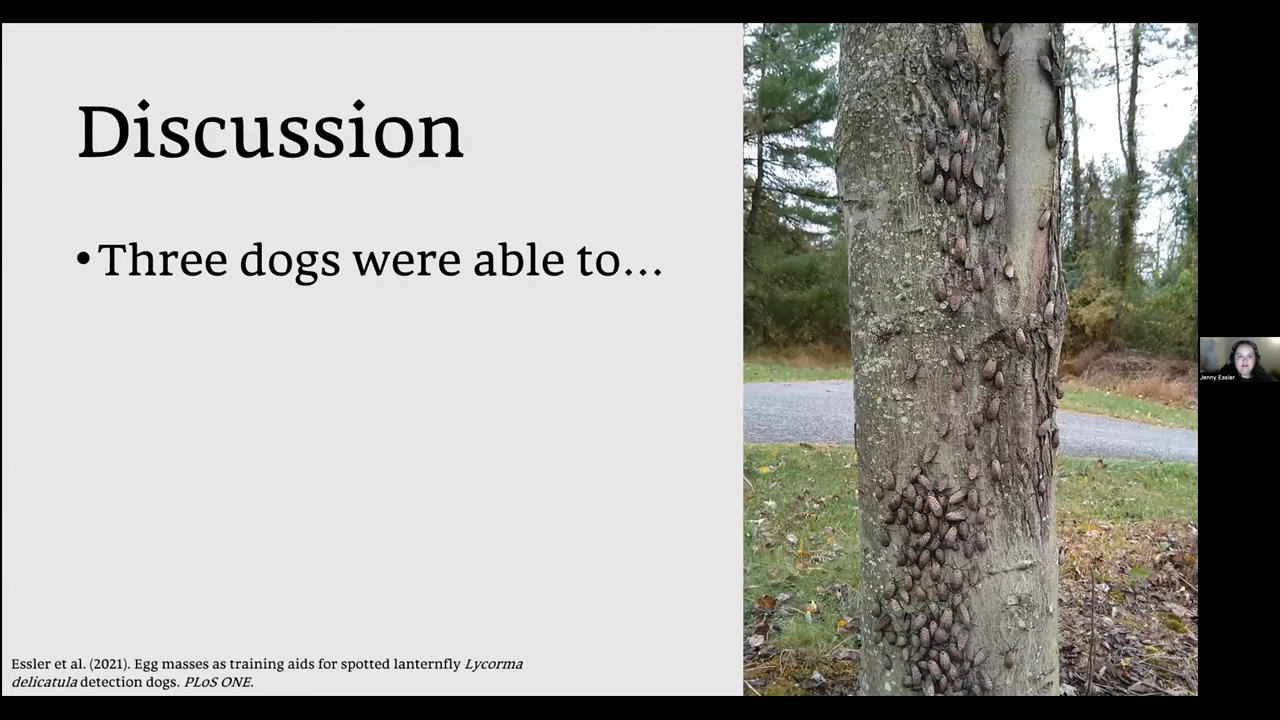 Discussion
•Three dogs were able to...
Jenny Essler
Essler et al. (2021). Egg masses as training aids for spotted lanternfly Lycorma
delicatula detection dogs. PLoS ONE.